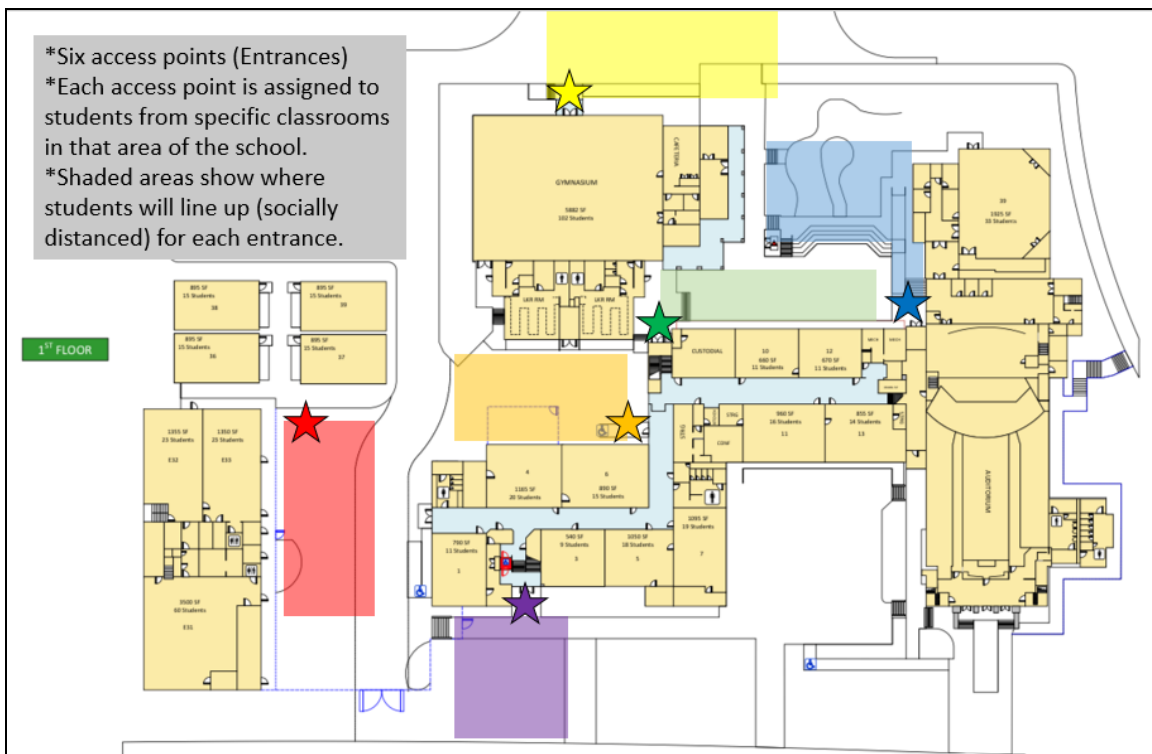 *Six access points (Entrances)
*Each access point is assigned to
students from specific classrooms
in that area of the school.
*Shaded areas show where
students will line up (socially
distanced) for each entrance.
1ST FLOOR
GYMNASIUM
5882 SF
102 Students
CAFETERIA
LKR RM
LKR RM
39
1925 SF
33 Students
895 SF
15 Students
38
895 SF
15 Students
39
895 SF
15 Students
36
895 SF
15 Students
37
CUSTODIAL
10
660 SF
11 Students
12
670 SF
11 Students
MECH
1355 SF
23 Students
E32
1350 SF
23 Students
E33
STAG
CONF
960 SF
16 Students
11
855 SF
14 Students
13
4
1165 SF
20 Students
6
890 SF
15 Students
AUDITORIUM
790 SF
11 Students
1
540 SF
9 Students
3
1050 SF
18 Students
5
1095 SF
19 Students
7
3500 SF
60 Students
E31